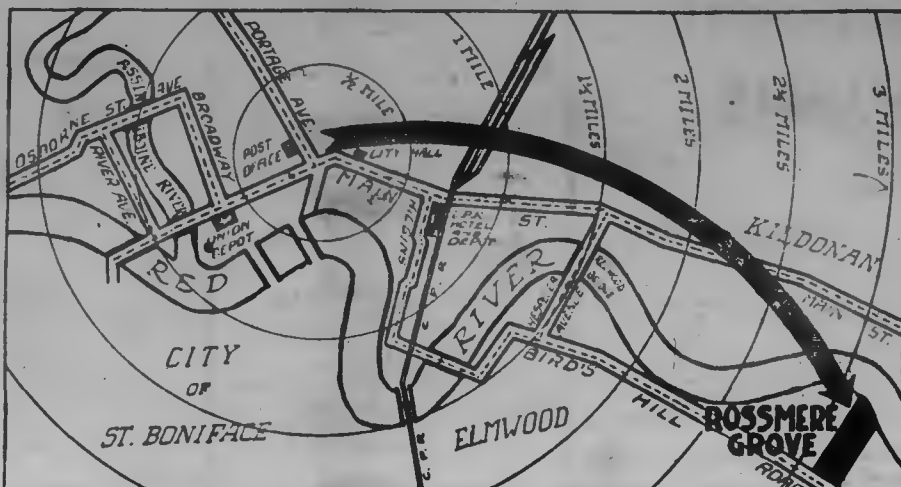 PORTAGE AVE.
1 MILE
½ MILE
1½ MILES
2 MILES
2½ MILES
3 MILES
OSBORNE ST.
AVE
BROADWAY
RIVER AVE.
RIVER
POST OFFICE
CITY HALL
MAIN
ST.
HIGGINS
C.P.R.
HOTEL
AND
DEPOT
UNION DEPOT
RED
RIVER
KILDONAN
MAIN ST.
CITY
OF
ST. BONIFACE
ELMWOOD
BIRD'S
HILL
ROAD
ROSSMERE
GROVE
C.P.R.